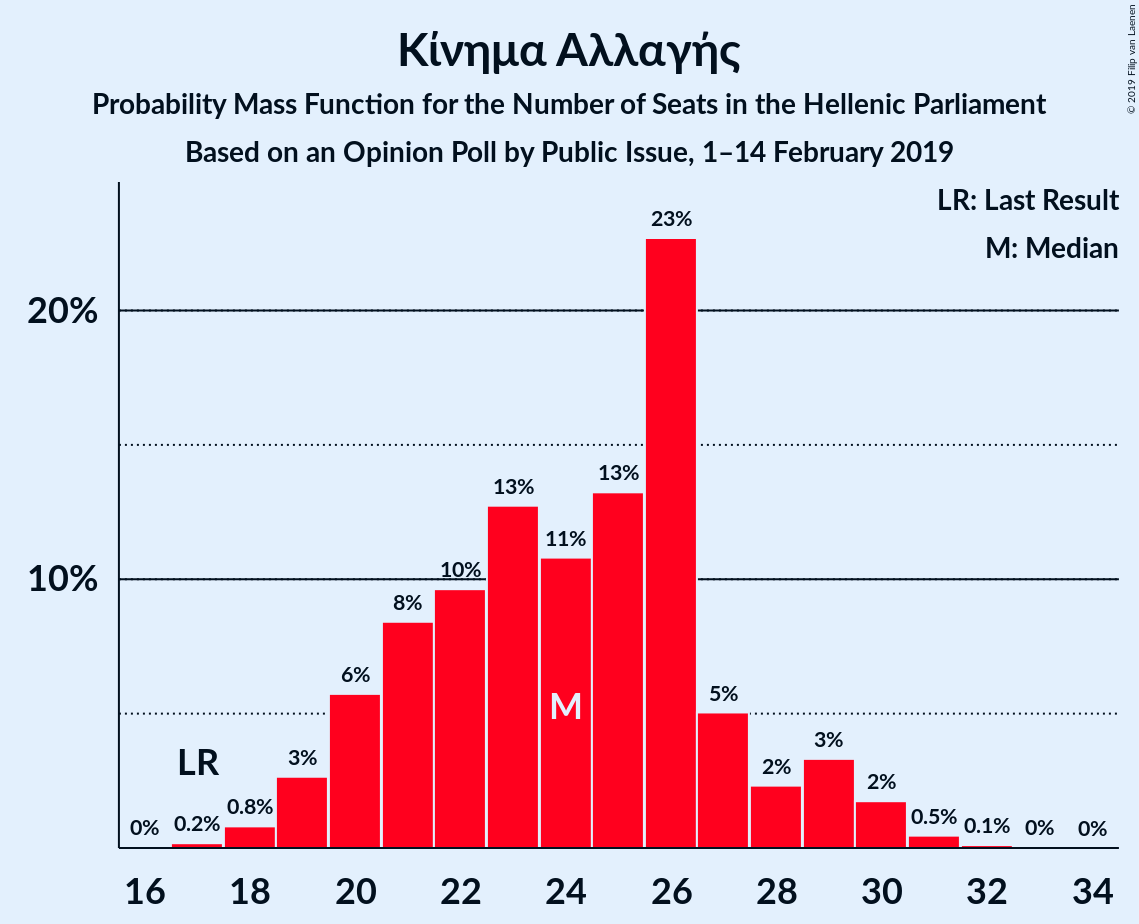 Κίνημα Αλλαγής
Probability Mass Function for the Number of Seats in the Hellenic Parliament
Based on an Opinion Poll by Public Issue, 1–14 February 2019
© 2019 Filip van Laenen
LR: Last Result
M: Median
20%
10%
0%
0.2%
0.8%
3%
6%
8%
10%
13%
11%
13%
23%
5%
2%
3%
2%
0.5%
0.1%
0%
0%
LR
M
16 18 20 22 24 26 28 30 32 34